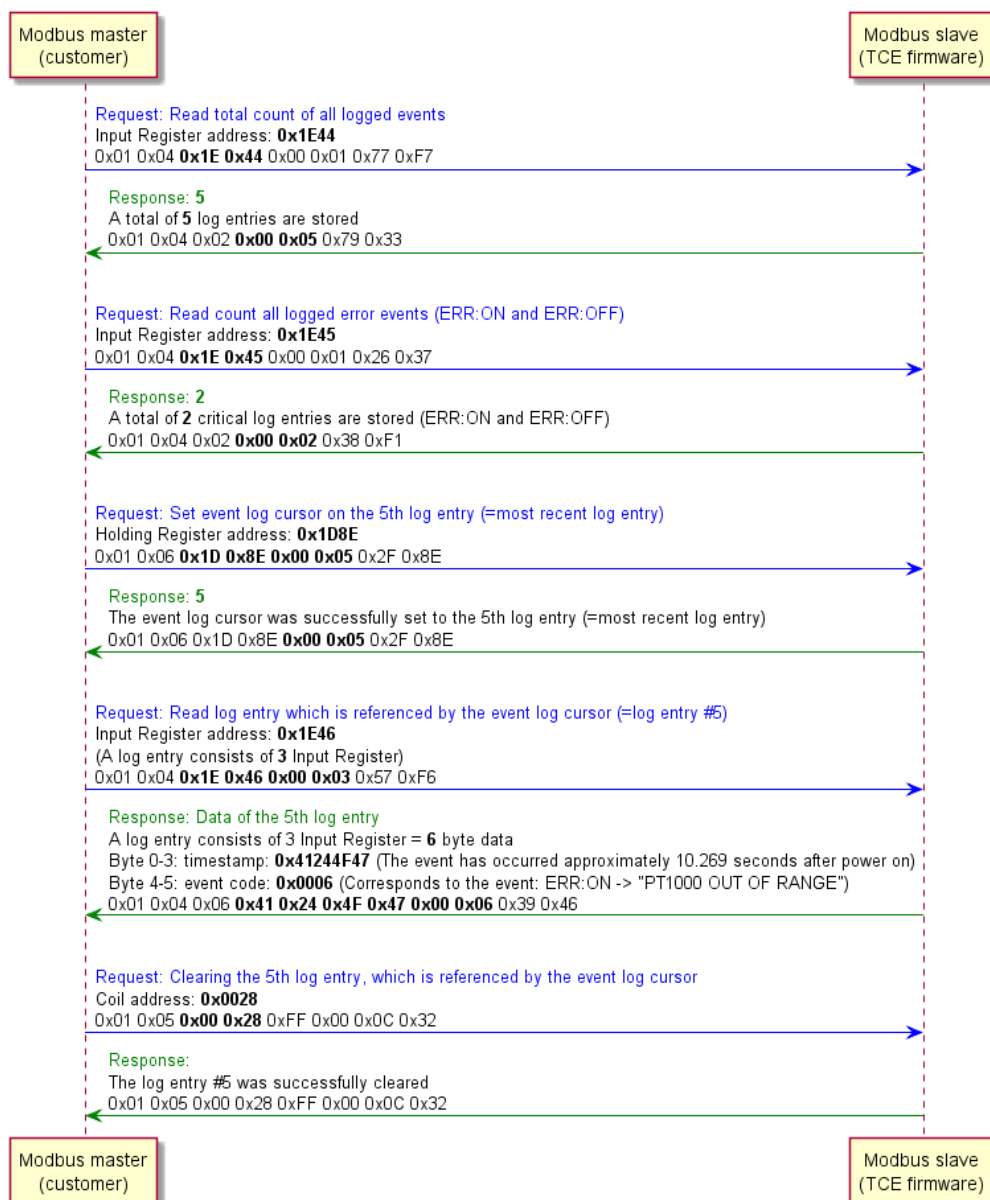 Modbus master
(customer)
Modbus slave
(TCE firmware)
Request: Read total count of all logged events
Input Register address: 0x1E44
0x01 0x04 0x1E 0x44 0x00 0x01 0x77 0xF7
Response: 5
A total of 5 log entries are stored
0x01 0x04 0x02 0x00 0x05 0x79 0x33
Request: Read count all logged error events (ERR:ON and ERR:OFF)
Input Register address: 0x1E45
0x01 0x04 0x1E 0x45 0x00 0x01 0x26 0x37
Response: 2
A total of 2 critical log entries are stored (ERR:ON and ERR:OFF)
0x01 0x04 0x02 0x00 0x02 0x38 0xF1
Request: Set event log cursor on the 5th log entry (=most recent log entry)
Holding Register address: 0x1D8E
0x01 0x06 0x1D 0x8E 0x00 0x05 0x2F 0x8E
Response: 5
The event log cursor was successfully set to the 5th log entry (=most recent log entry)
0x01 0x06 0x1D 0x8E 0x00 0x05 0x2F 0x8E
Request: Read log entry which is referenced by the event log cursor (=log entry #5)
Input Register address: 0x1E46
(A log entry consists of 3 Input Register)
0x01 0x04 0x1E 0x46 0x00 0x03 0x57 0xF6
Response: Data of the 5th log entry
A log entry consists of 3 Input Register = 6 byte data
Byte 0-3: timestamp: 0x41244F47 (The event has occurred approximately 10.269 seconds after power on)
Byte 4-5: event code: 0x0006 (Corresponds to the event: ERR:ON -> "PT1000 OUT OF RANGE")
0x01 0x04 0x06 0x41 0x24 0x4F 0x47 0x00 0x06 0x39 0x46
Request: Clearing the 5th log entry, which is referenced by the event log cursor
Coil address: 0x0028
0x01 0x05 0x00 0x28 0xFF 0x00 0x0C 0x32
Response:
The log entry #5 was successfully cleared
0x01 0x05 0x00 0x28 0xFF 0x00 0x0C 0x32
Modbus master
(customer)
Modbus slave
(TCE firmware)